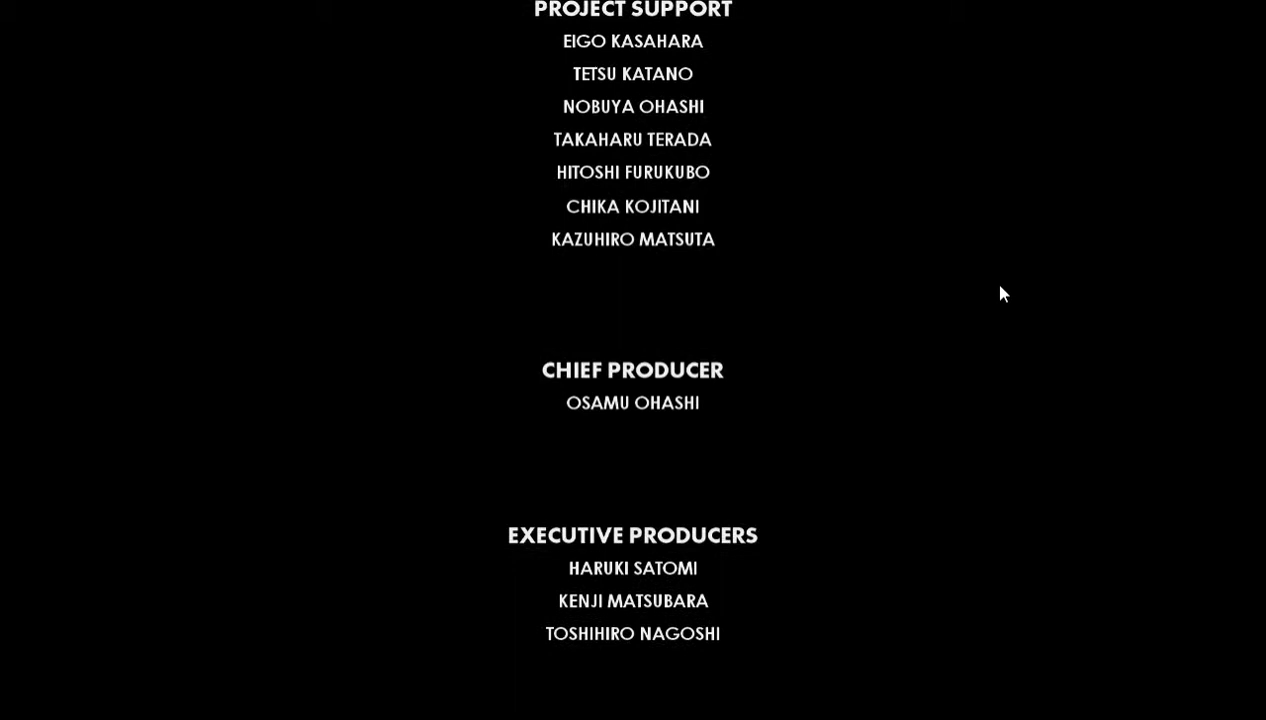 PROJECT SUPPORT
EIGO KASAHARA
TETSU KATANO
NOBUYA OHASHI
TAKAHARU TERADA
HITOSHI FURUKUBO
CHIKA KOJITANI
KAZUHIRO MATSUTA
CHIEF PRODUCER
OSAMU OHASHI
EXECUTIVE PRODUCERS
HARUKI SATOMI
KENJI MATSUBARA
TOSHIHIRO NAGOSHI